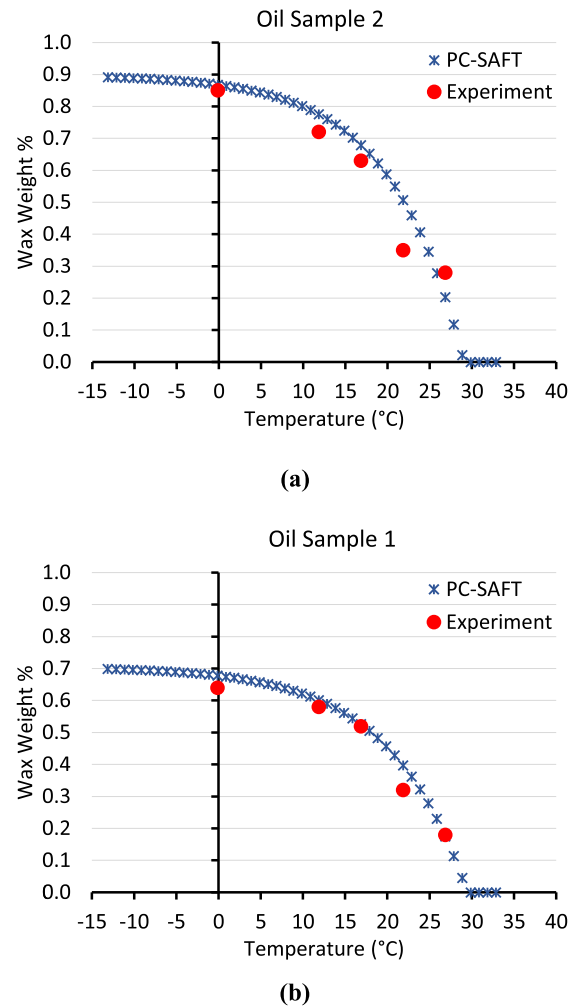 Oil Sample 2
1.0
0.9
0.8
0.7
0.6
0.5
0.4
0.3
0.2
0.1
0.0
Wax Weight %
PC-SAFT
Experiment
-15 -10 -5 0 5 10 15 20 25 30 35 40
Temperature (°C)
(a)
Oil Sample 1
1.0
0.9
0.8
0.7
0.6
0.5
0.4
0.3
0.2
0.1
0.0
Wax Weight %
PC-SAFT
Experiment
-15 -10 -5 0 5 10 15 20 25 30 35 40
Temperature (°C)
(b)